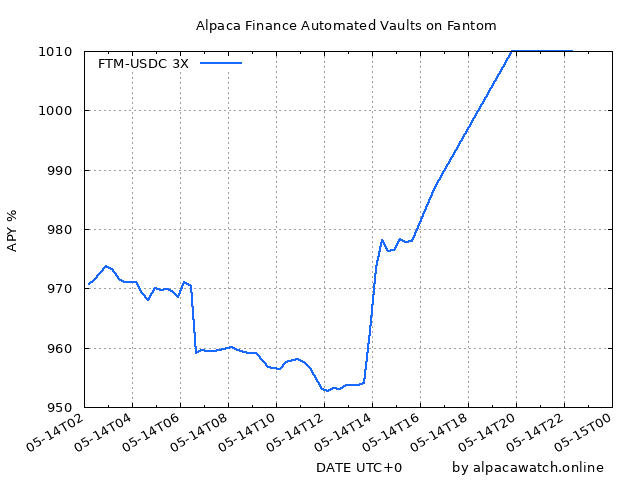 Alpaca Finance Automated Vaults on Fantom
FTM-USDC 3X
APY %
1010
1000
990
980
970
960
950
05-14T02
05-14T04
05-14T06
05-14T08
05-14T10
05-14T12
05-14T14
05-14T16
05-14T18
05-14T20
05-14T22
05-15T00
DATE UTC+0
by alpacawatch.online